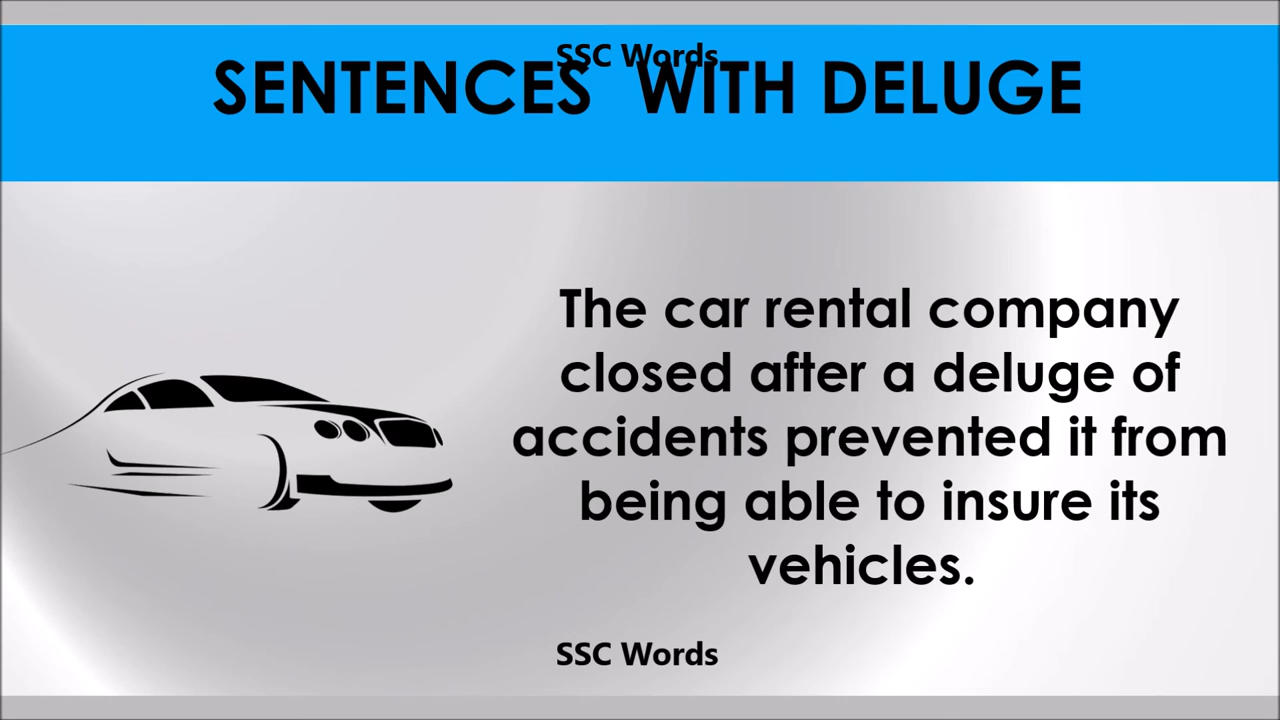 SSC Words
SENTENCES WITH DELUGE
The car rental company
closed after a deluge of
accidents prevented it from
being able to insure its
vehicles.
SSC Words